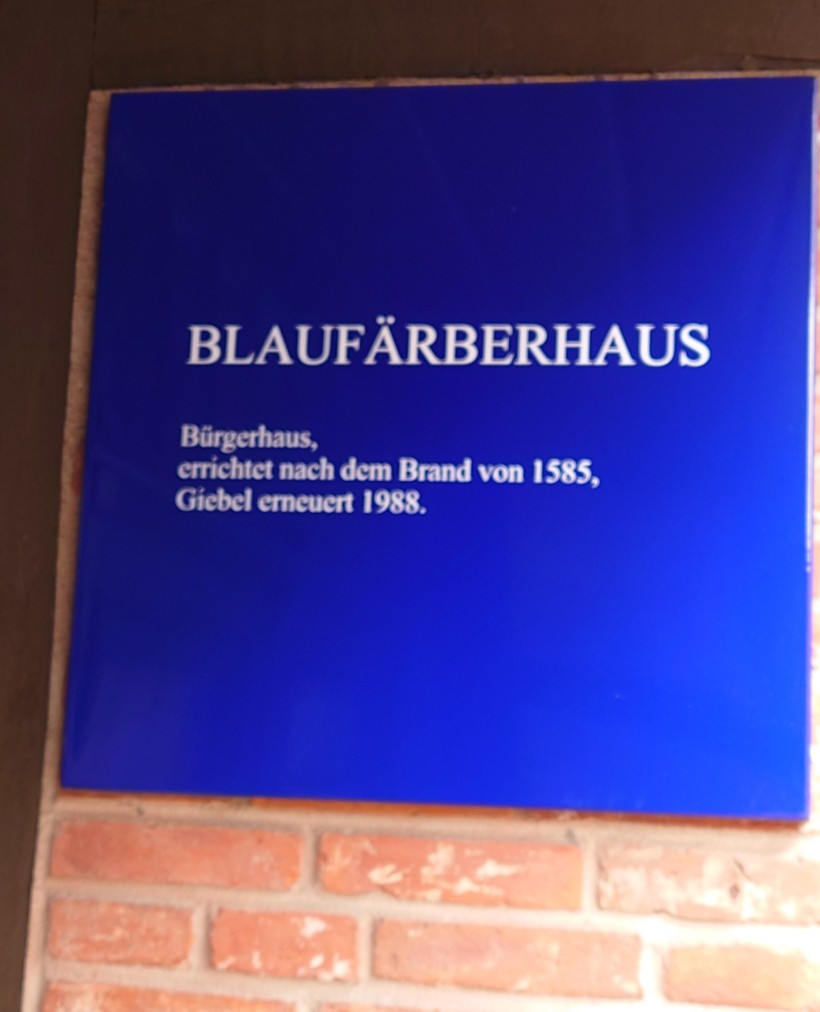 BLAUFÄRBERHAUS
Bürgerhaus,
errichtet nach dem Brand von 1585,
Giebel erneuert 1988.